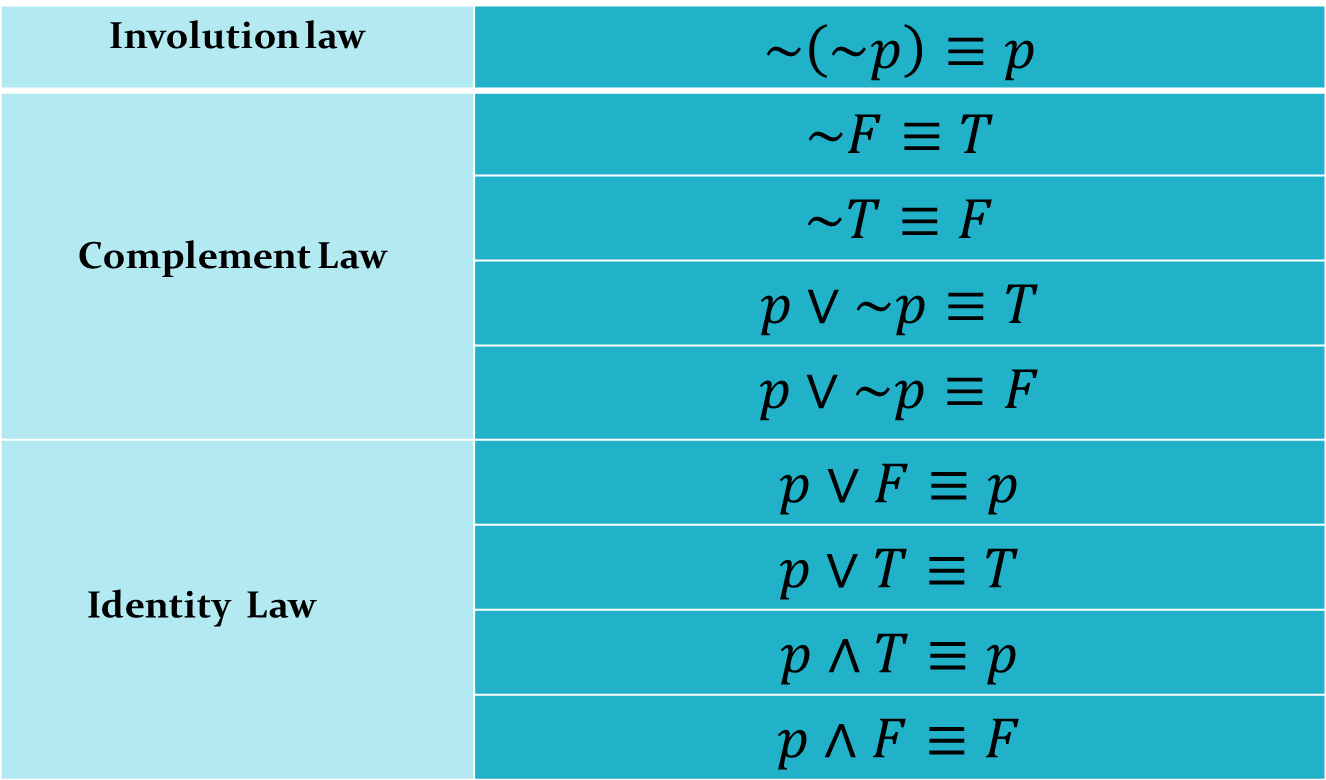 Involution law
~(~p) ≡ p
Complement Law
~F ≡ T
~T ≡ F
p ∨ ~p ≡ T
p ∨ ~p ≡ F
Identity Law
p ∨ F ≡ p
p ∨ T ≡ T
p ∧ T ≡ p
p ∧ F ≡ F